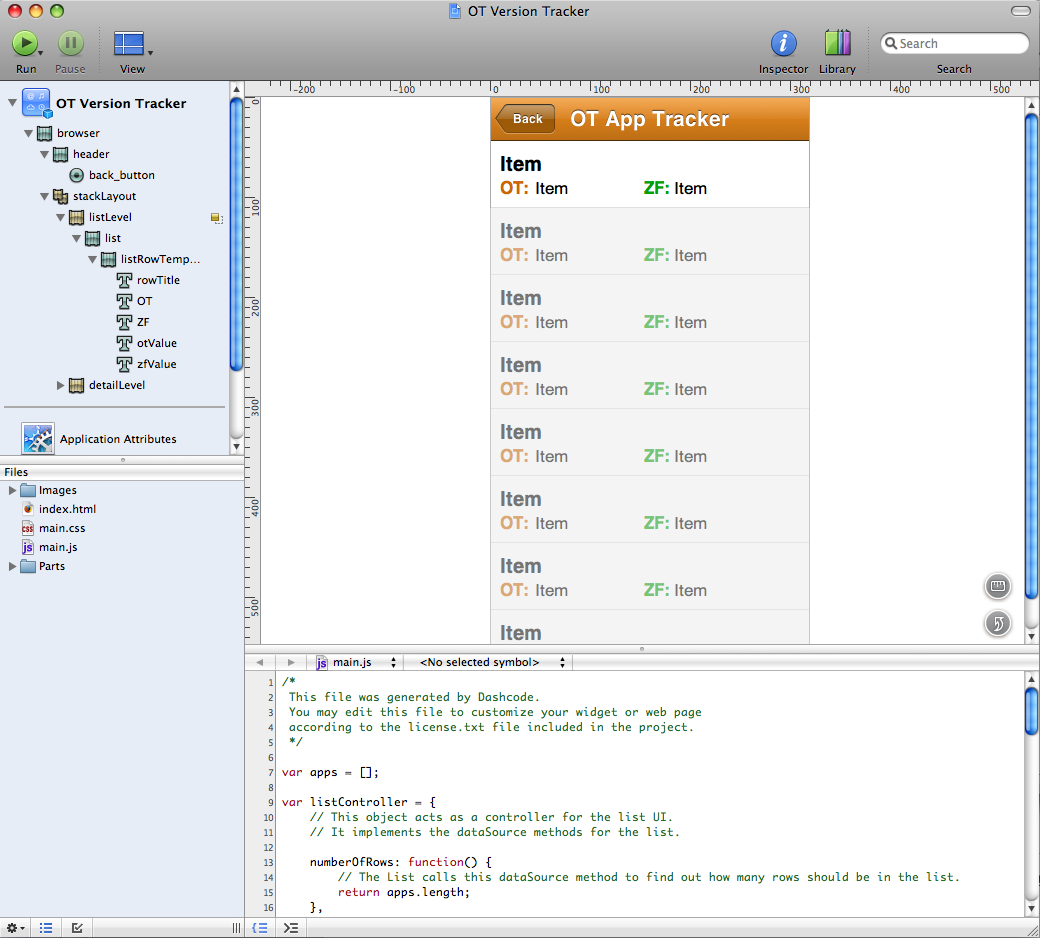 OT Version Tracker
Run Pause View Inspector Library Search
Search
OT Version Tracker
browser
header
back_button
stackLayout
listLevel
list
listRowTemp...
rowTitle
OT
ZF
otValue
zfValue
detailLevel
Application Attributes
Files
Images
index.html
main.css
main.js
Parts
-200 -100 0 100 200 300 400 500
0
100
200
300
400
500
Back OT App Tracker
Item
OT: Item ZF: Item
Item
OT: Item ZF: Item
Item
OT: Item ZF: Item
Item
OT: Item ZF: Item
Item
OT: Item ZF: Item
Item
OT: Item ZF: Item
Item
OT: Item ZF: Item
Item
js main.js <No selected symbol>
1 /*
2 This file was generated by Dashcode.
3 You may edit this file to customize your widget or web page
4 according to the license.txt file included in the project.
5 */
6
7 var apps = [];
8
9 var listController = {
10 // This object acts as a controller for the list UI.
11 // It implements the dataSource methods for the list.
12
13 numberOfRows: function() {
14 // The List calls this dataSource method to find out how many rows should be in the list.
15 return apps.length;
16 },